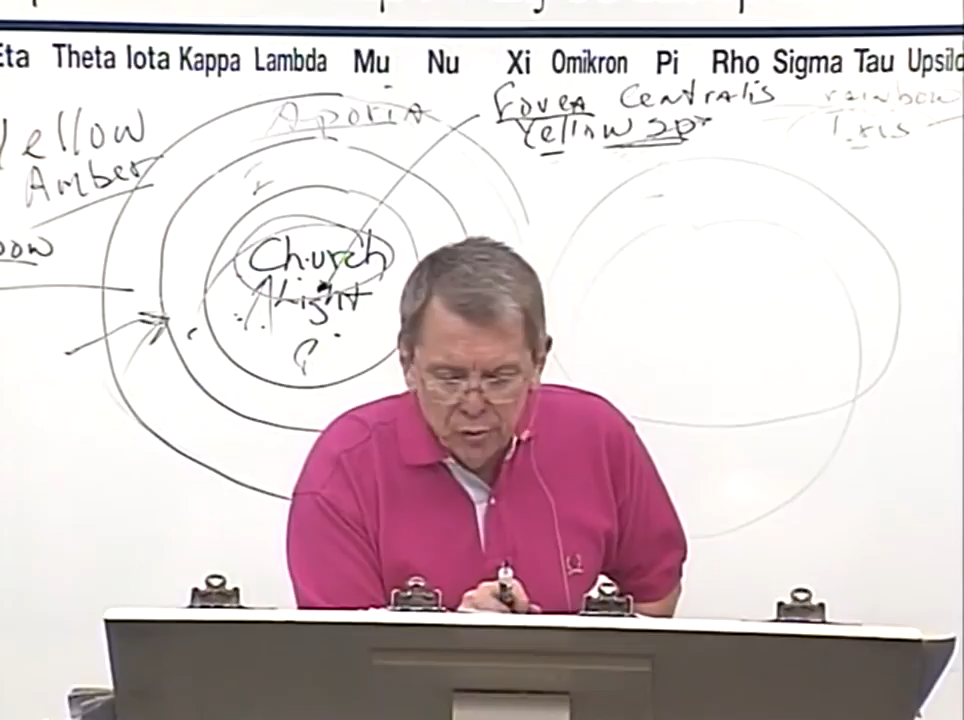 Eta Theta Iota Kappa Lambda Mu Nu Xi Omikron Pi Rho Sigma Tau Upsilo
Yellow
Amber
Aporia
Fovea Centralis
Yellow Spot
rainbow
Iris
Church
Light